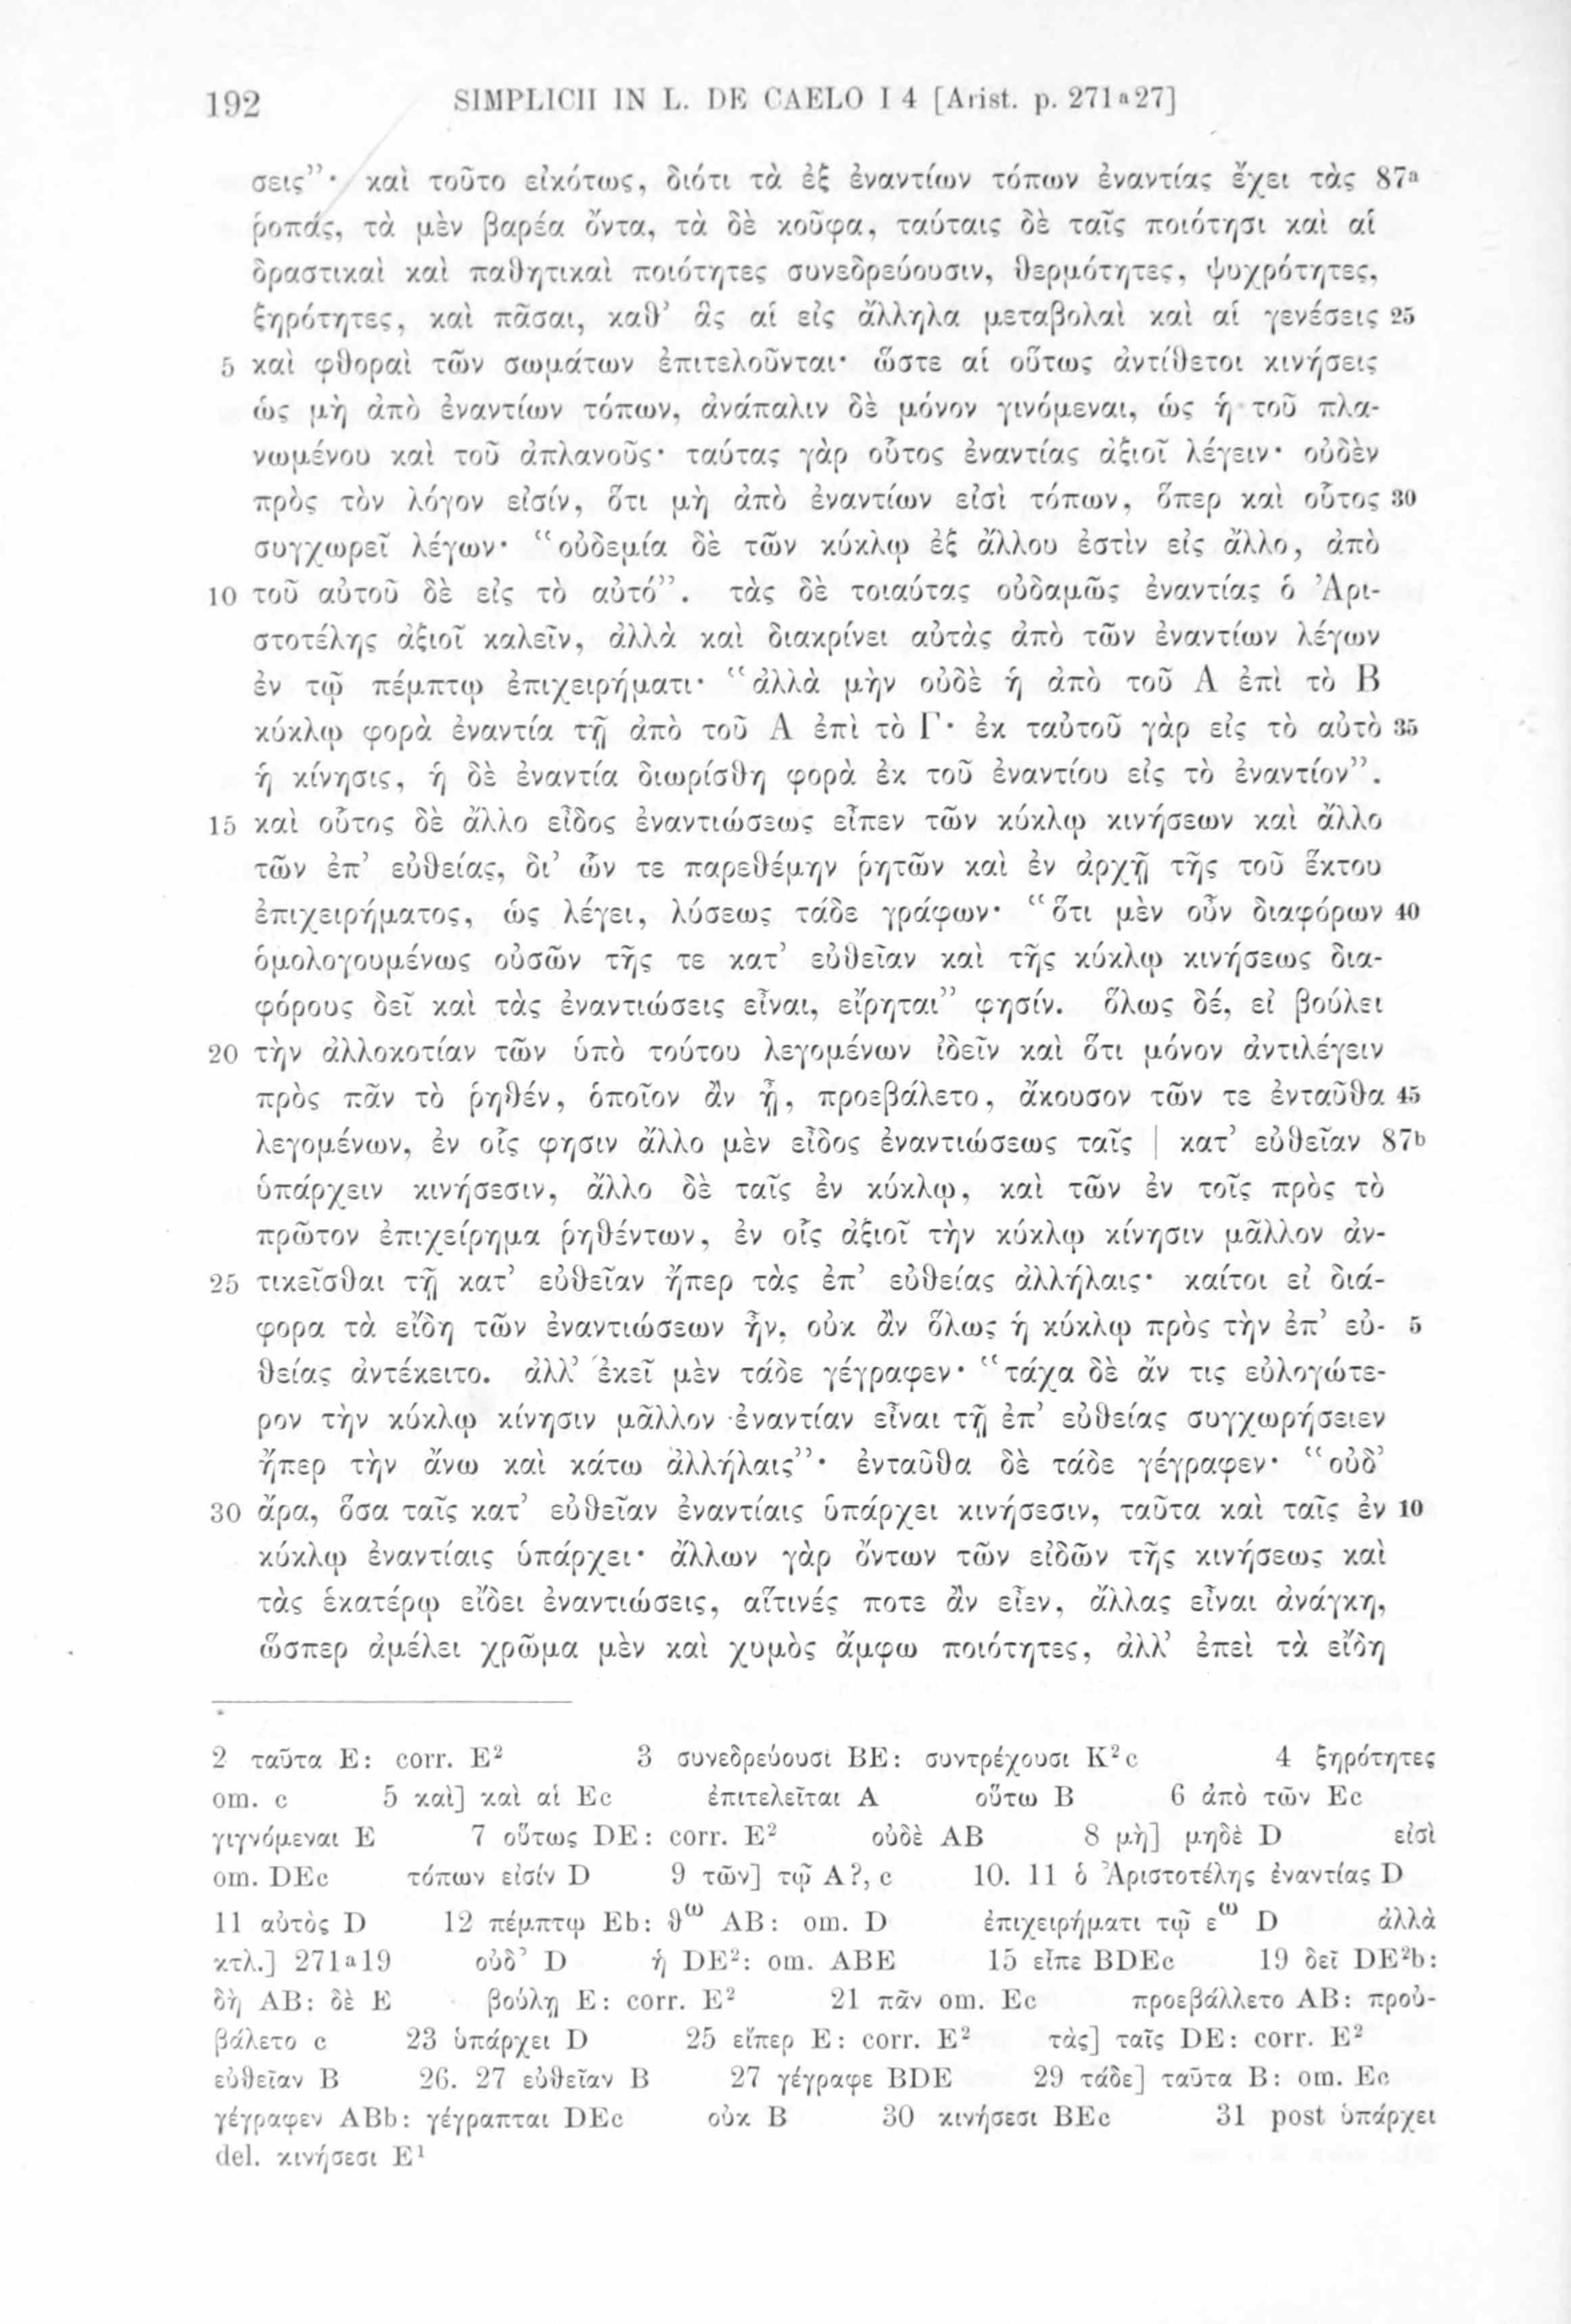 192 SIMPLICII IN L. DE CAELO I 4 [Arist. p. 271a27]
σεις”· καὶ τοῦτο εἰκότως, διότι τὰ ἐξ ἐναντίων τόπων ἐναντίας ἔχει τὰς 87a
ῥοπάς, τὰ μὲν βαρέα ὄντα, τὰ δὲ κοῦφα, ταύταις δὲ ταῖς ποιότησι καὶ αἱ
δραστικαὶ καὶ παθητικαὶ ποιότητες συνεδρεύουσιν, θερμότητες, ψυχρότητες,
ξηρότητες, καὶ πᾶσαι, καθ’ ἃς αἱ εἰς ἄλληλα μεταβολαὶ καὶ αἱ γενέσεις 25
5 καὶ φθοραὶ τῶν σωμάτων ἐπιτελοῦνται· ὥστε αἱ οὕτως ἀντίθετοι κινήσεις
ὡς μὴ ἀπὸ ἐναντίων τόπων, ἀνάπαλιν δὲ μόνον γινόμεναι, ὡς ἡ τοῦ πλα-
νωμένου καὶ τοῦ ἀπλανοῦς· ταύτας γὰρ οὗτος ἐναντίας ἀξιοῖ λέγειν· οὐδὲν
πρὸς τὸν λόγον εἰσίν, ὅτι μὴ ἀπὸ ἐναντίων εἰσὶ τόπων, ὅπερ καὶ οὗτος 30
συγχωρεῖ λέγων· “οὐδεμία δὲ τῶν κύκλῳ ἐξ ἄλλου ἐστὶν εἰς ἄλλο, ἀπὸ
10 τοῦ αὐτοῦ δὲ εἰς τὸ αὐτό”. τὰς δὲ τοιαύτας οὐδαμῶς ἐναντίας ὁ Ἀρι-
στοτέλης ἀξιοῖ καλεῖν, ἀλλὰ καὶ διακρίνει αὐτὰς ἀπὸ τῶν ἐναντίων λέγων
ἐν τῷ πέμπτῳ ἐπιχειρήματι· “ἀλλὰ μὴν οὐδὲ ἡ ἀπὸ τοῦ Α ἐπὶ τὸ Β
κύκλῳ φορὰ ἐναντία τῇ ἀπὸ τοῦ Α ἐπὶ τὸ Γ· ἐκ ταὐτοῦ γὰρ εἰς τὸ αὐτὸ 35
ἡ κίνησις, ἡ δὲ ἐναντία διωρίσθη φορὰ ἐκ τοῦ ἐναντίου εἰς τὸ ἐναντίον”.
15 καὶ οὗτος δὲ ἄλλο εἶδος ἐναντιώσεως εἶπεν τῶν κύκλῳ κινήσεων καὶ ἄλλο
τῶν ἐπ’ εὐθείας, δι’ ὧν τε παρεθέμην ῥητῶν καὶ ἐν ἀρχῇ τῆς τοῦ ἕκτου
ἐπιχειρήματος, ὡς λέγει, λύσεως τάδε γράφων· “ὅτι μὲν οὖν διαφόρων 40
ὁμολογουμένως οὐσῶν τῆς τε κατ’ εὐθεῖαν καὶ τῆς κύκλῳ κινήσεως δια-
φόρους δεῖ καὶ τὰς ἐναντιώσεις εἶναι, εἴρηται” φησίν. ὅλως δέ, εἰ βούλει
20 τὴν ἀλλοκοτίαν τῶν ὑπὸ τούτου λεγομένων ἰδεῖν καὶ ὅτι μόνον ἀντιλέγειν
πρὸς πᾶν τὸ ῥηθέν, ὁποῖον ἂν ᾖ, προεβάλετο, ἄκουσον τῶν τε ἐνταῦθα 45
λεγομένων, ἐν οἷς φησιν ἄλλο μὲν εἶδος ἐναντιώσεως ταῖς | κατ’ εὐθεῖαν 87b
ὑπάρχειν κινήσεσιν, ἄλλο δὲ ταῖς ἐν κύκλῳ, καὶ τῶν ἐν τοῖς πρὸς τὸ
πρῶτον ἐπιχείρημα ῥηθέντων, ἐν οἷς ἀξιοῖ τὴν κύκλῳ κίνησιν μᾶλλον ἀν-
25 τικεῖσθαι τῇ κατ’ εὐθεῖαν ἤπερ τὰς ἐπ’ εὐθείας ἀλλήλαις· καίτοι εἰ διά-
φορα τὰ εἴδη τῶν ἐναντιώσεων ἦν, οὐκ ἂν ὅλως ἡ κύκλῳ πρὸς τὴν ἐπ’ εὐ- 5
θείας ἀντέκειτο. ἀλλ’ ἐκεῖ μὲν τάδε γέγραφεν· “τάχα δὲ ἄν τις εὐλογώτε-
ρον τὴν κύκλῳ κίνησιν μᾶλλον ἐναντίαν εἶναι τῇ ἐπ’ εὐθείας συγχωρήσειεν
ἤπερ τὴν ἄνω καὶ κάτω ἀλλήλαις”· ἐνταῦθα δὲ τάδε γέγραφεν· “οὐδ’
30 ἄρα, ὅσα ταῖς κατ’ εὐθεῖαν ἐναντίαις ὑπάρχει κινήσεσιν, ταῦτα καὶ ταῖς ἐν 10
κύκλῳ ἐναντίαις ὑπάρχει· ἄλλων γὰρ ὄντων τῶν εἰδῶν τῆς κινήσεως καὶ
τὰς ἑκατέρῳ εἴδει ἐναντιώσεις, αἵτινές ποτε ἂν εἶεν, ἄλλας εἶναι ἀνάγκη,
ὥσπερ ἀμέλει χρῶμα μὲν καὶ χυμὸς ἄμφω ποιότητες, ἀλλ’ ἐπεὶ τὰ εἴδη
2 ταῦτα E: corr. E² 3 συνεδρεύουσι BE: συντρέχουσι K²c 4 ξηρότητες
om. c 5 καὶ] καὶ αἱ Ec ἐπιτελεῖται A οὕτω B 6 ἀπὸ τῶν Ec
γιγνόμεναι E 7 οὕτως DE: corr. E² οὐδὲ AB 8 μὴ] μηδὲ D εἰσὶ
om. DEc τόπων εἰσίν D 9 τῶν] τῷ A?, c 10. 11 ὁ Ἀριστοτέλης ἐναντίας D
11 αὐτὸς D 12 πέμπτῳ Eb: θω AB: om. D ἐπιχειρήματι τῷ εω D ἀλλὰ
κτλ.] 271a19 οὐδ’ D ἡ DE²: om. ABE 15 εἶπε BDEc 19 δεῖ DE²b:
δὴ AB: δὲ E βούλῃ E: corr. E² 21 πᾶν om. Ec προεβάλλετο AB: προὐ-
βάλετο c 23 ὑπάρχει D 25 εἴπερ E: corr. E² τὰς] ταῖς DE: corr. E²
εὐθεῖαν B 26. 27 εὐθεῖαν B 27 γέγραφε BDE 29 τάδε] ταῦτα B: om. Ec
γέγραφεν ABb: γέγραπται DEc οὐκ B 30 κινήσεσι BEc 31 post ὑπάρχει
del. κινήσεσι E¹